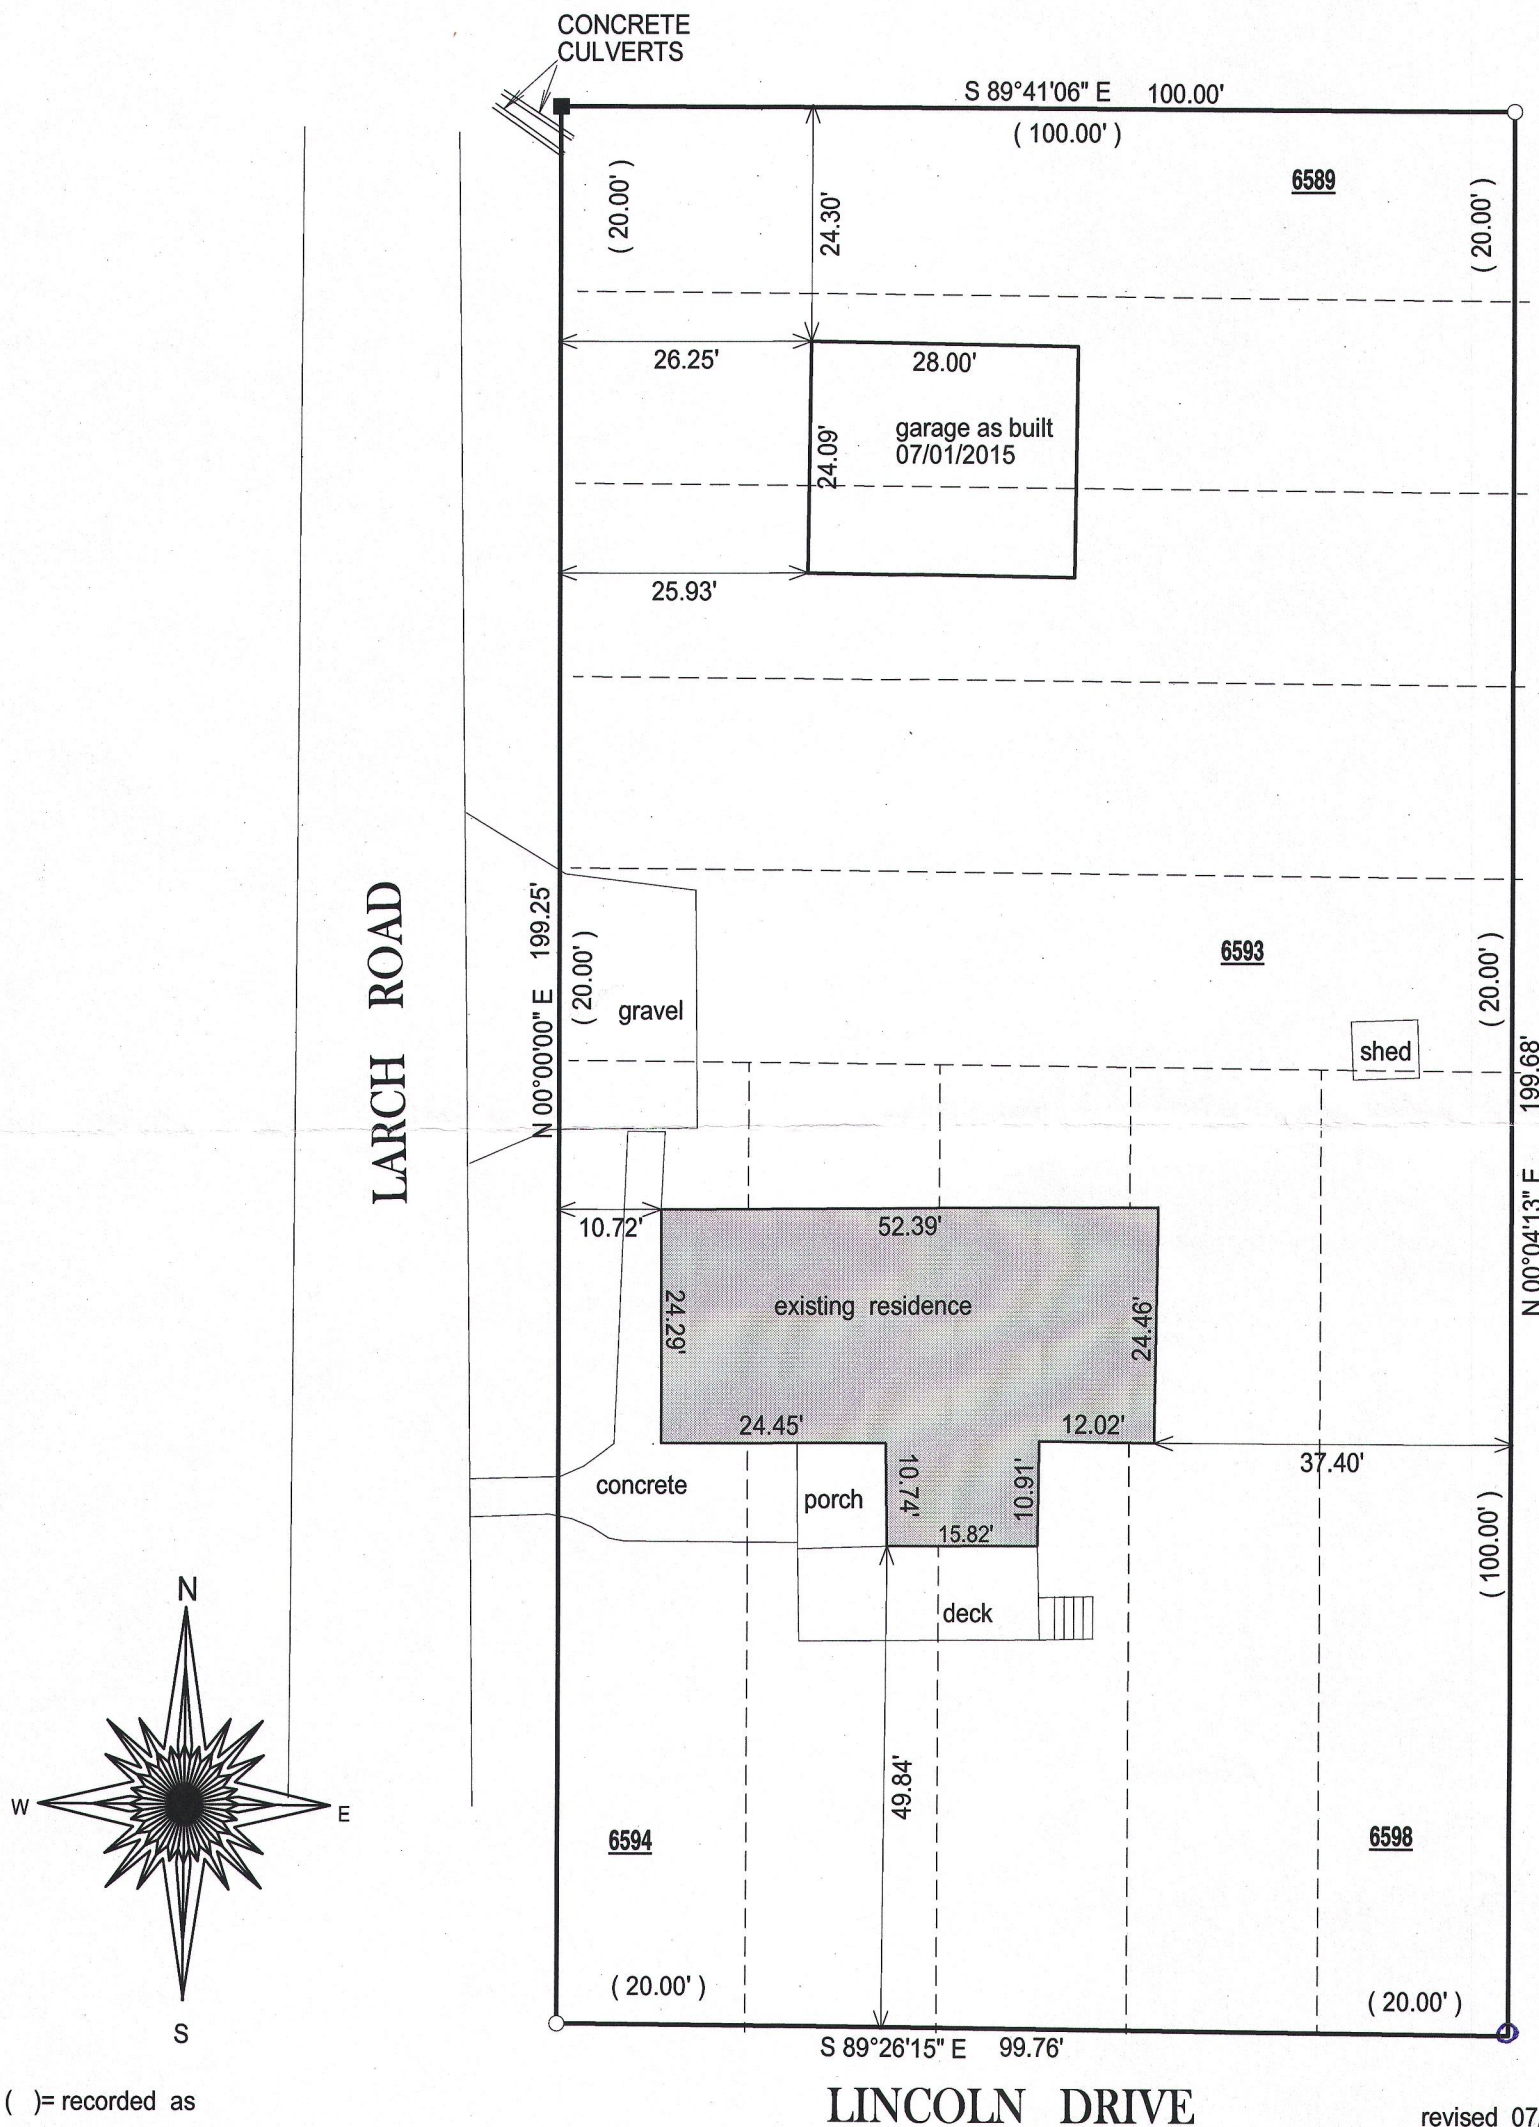 CONCRETE
CULVERTS
S 89°41'06" E 100.00'
( 100.00' )
6589
( 20.00' )
( 20.00' )
24.30'
26.25'
28.00'
garage as built
07/01/2015
24.09'
25.93'
LARCH ROAD
N 00°00'00" E 199.25'
( 20.00' )
gravel
6593
( 20.00' )
shed
N 00°04'13" E 199.68'
10.72'
52.39'
24.29'
existing residence
24.46'
24.45'
12.02'
37.40'
concrete
porch
10.74'
10.91'
15.82'
( 100.00' )
deck
N
W
E
S
49.84'
6594
6598
( 20.00' )
( 20.00' )
S 89°26'15" E 99.76'
( )= recorded as
LINCOLN DRIVE
revised 07